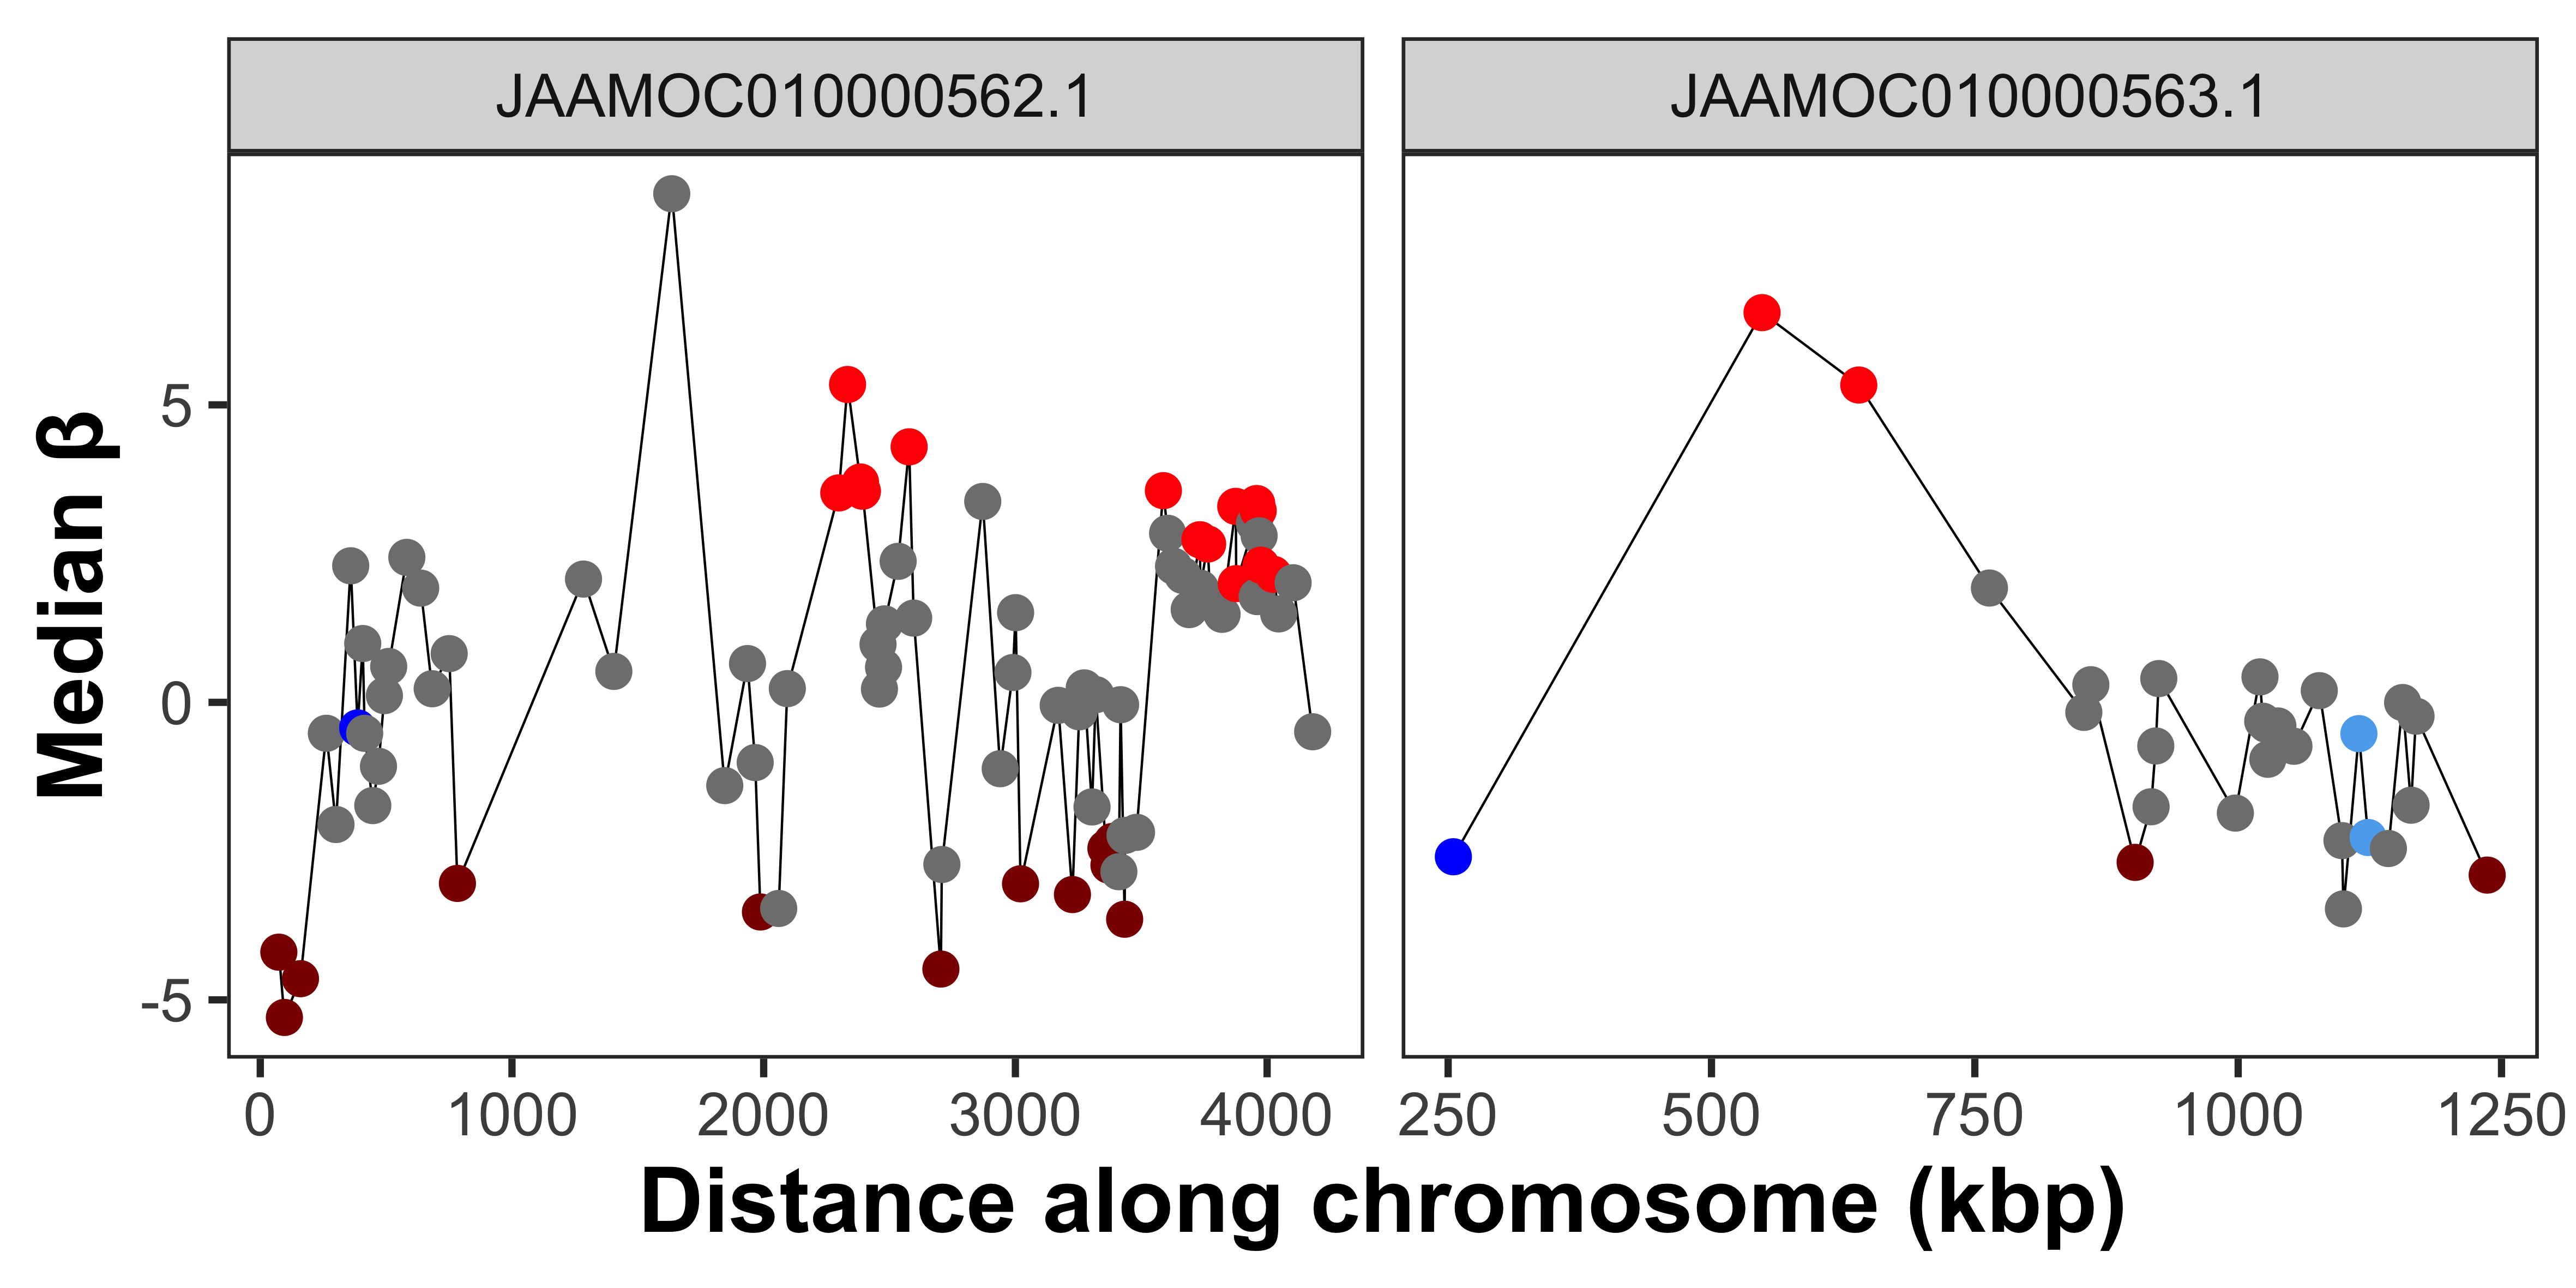 JAAMOC010000562.1
JAAMOC010000563.1
Median β
5
0
-5
0 1000 2000 3000 4000
250 500 750 1000 1250
Distance along chromosome (kbp)